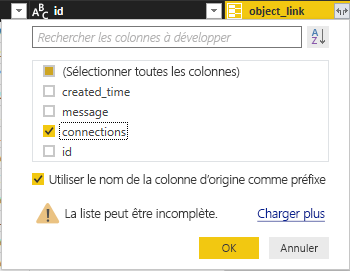 ABC id object_link
Rechercher les colonnes à développer
A
Z
(Sélectionner toutes les colonnes)
created_time
message
connections
id
Utiliser le nom de la colonne d'origine comme préfixe
La liste peut être incomplète. Charger plus
OK Annuler